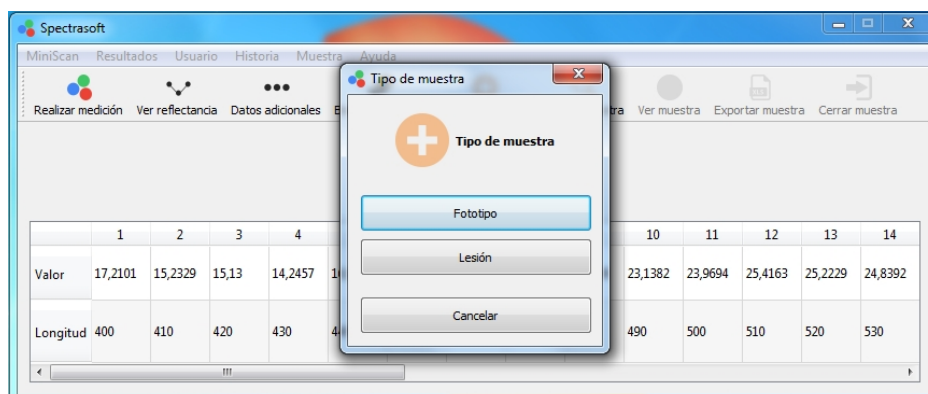 Spectrasoft
MiniScan Resultados Usuario Historia Muestra Ayuda
Tipo de muestra
Realizar medición Ver reflectancia Datos adicionales Ver muestra Exportar muestra Cerrar muestra
Tipo de muestra
Fototipo
Lesión
Cancelar
1 2 3 4 10 11 12 13 14
Valor 17,2101 15,2329 15,13 14,2457 23,1382 23,9694 25,4163 25,2229 24,8392
Longitud 400 410 420 430 490 500 510 520 530